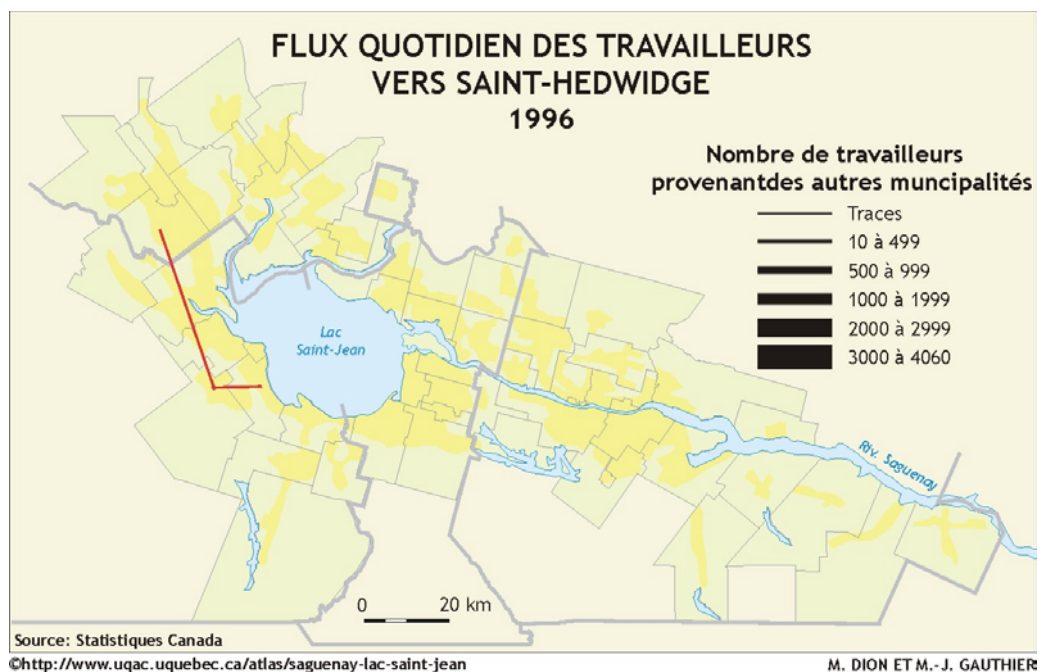 FLUX QUOTIDIEN DES TRAVAILLEURS
VERS SAINT-HEDWIDGE
1996
Nombre de travailleurs
provenantdes autres muncipalités
Traces
10 à 499
500 à 999
1000 à 1999
2000 à 2999
3000 à 4060
Lac
Saint-Jean
Riv. Saguenay
0 20 km
Source: Statistiques Canada
©http://www.uqac.uquebec.ca/atlas/saguenay-lac-saint-jean
M. DION ET M.-J. GAUTHIER